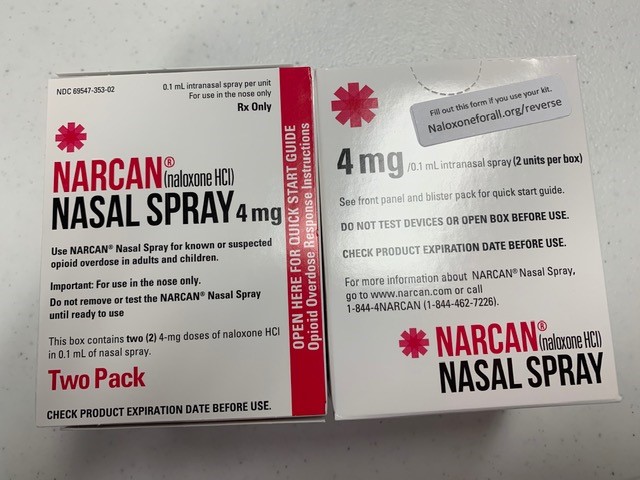 NDC 69547-353-02
0.1 mL intranasal spray per unit
For use in the nose only
Rx Only
NARCAN® (naloxone HCl)
NASAL SPRAY 4 mg
Use NARCAN® Nasal Spray for known or suspected
opioid overdose in adults and children.
Important: For use in the nose only.
Do not remove or test the NARCAN® Nasal Spray
until ready to use
This box contains two (2) 4-mg doses of naloxone HCl
in 0.1 mL of nasal spray.
Two Pack
CHECK PRODUCT EXPIRATION DATE BEFORE USE.
OPEN HERE FOR QUICK START GUIDE
Opioid Overdose Response Instructions
Fill out this form if you use your kit.
Naloxoneforall.org/reverse
4 mg /0.1 mL intranasal spray (2 units per box)
See front panel and blister pack for quick start guide.
DO NOT TEST DEVICES OR OPEN BOX BEFORE USE.
CHECK PRODUCT EXPIRATION DATE BEFORE USE.
For more information about NARCAN® Nasal Spray,
go to www.narcan.com or call
1-844-4NARCAN (1-844-462-7226).
NARCAN® (naloxone HCl)
NASAL SPRAY